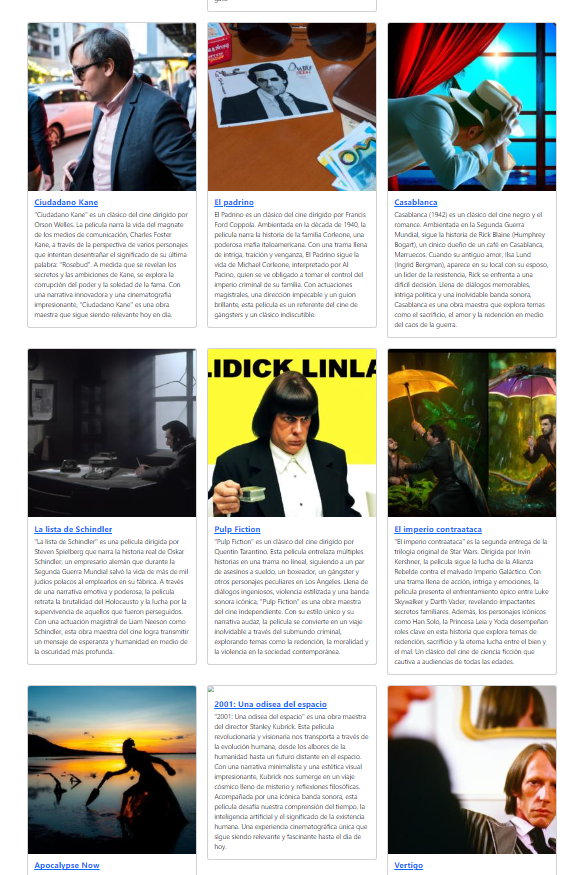 Ciudadano Kane
"Ciudadano Kane" es un clásico del cine dirigido por
Orson Welles. La película narra la vida del magnate
de los medios de comunicación, Charles Foster
Kane, a través de la perspectiva de varios personajes
que intentan desentrañar el significado de su última
palabra: "Rosebud". A medida que se revelan los
secretos y las ambiciones de Kane, se explora la
corrupción del poder y la soledad de la fama. Con
una narrativa innovadora y una cinematografía
impresionante, "Ciudadano Kane" es una obra
maestra que sigue siendo relevante hoy en día.
El padrino
El Padrino es un clásico del cine dirigido por Francis
Ford Coppola. Ambientada en la década de 1940, la
película narra la historia de la familia Corleone, una
poderosa mafia italoamericana. Con una trama llena
de intriga, traición y venganza, El Padrino sigue la
vida de Michael Corleone, interpretado por Al
Pacino, quien se ve obligado a tomar el control del
imperio criminal de su familia. Con actuaciones
magistrales, una dirección impecable y un guion
brillante, esta película es un referente del cine de
gángsters y un clásico indiscutible.
Casablanca
Casablanca (1942) es un clásico del cine negro y el
romance. Ambientada en la Segunda Guerra
Mundial, sigue la historia de Rick Blaine (Humphrey
Bogart), un cínico dueño de un café en Casablanca,
Marruecos. Cuando su antiguo amor, Ilsa Lund
(Ingrid Bergman), aparece en su local con su esposo,
un líder de la resistencia, Rick se enfrenta a una
difícil decisión. Llena de diálogos memorables,
intriga política y una inolvidable banda sonora,
Casablanca es una obra maestra que explora temas
como el sacrificio, el amor y la redención en medio
del caos de la guerra.
LIDICK LINLA
La lista de Schindler
"La lista de Schindler" es una película dirigida por
Steven Spielberg que narra la historia real de Oskar
Schindler, un empresario alemán que durante la
Segunda Guerra Mundial salvó la vida de más de mil
judíos polacos al emplearlos en su fábrica. A través
de una narrativa emotiva y poderosa, la película
retrata la brutalidad del Holocausto y la lucha por la
supervivencia de aquellos que fueron perseguidos.
Con una actuación magistral de Liam Neeson como
Schindler, esta obra maestra del cine logra transmitir
un mensaje de esperanza y humanidad en medio de
la oscuridad más profunda.
Pulp Fiction
"Pulp Fiction" es un clásico del cine dirigido por
Quentin Tarantino. Esta película entrelaza múltiples
historias en una trama no lineal, siguiendo a un par
de asesinos a sueldo, un boxeador, un gángster y
otros personajes peculiares en Los Ángeles. Llena de
diálogos ingeniosos, violencia estilizada y una banda
sonora icónica, "Pulp Fiction" es una obra maestra
del cine independiente. Con su estilo único y su
narrativa audaz, la película se convierte en un viaje
inolvidable a través del submundo criminal,
explorando temas como la redención, la moralidad y
la violencia en la sociedad contemporánea.
El imperio contraataca
"El imperio contraataca" es la segunda entrega de la
trilogía original de Star Wars. Dirigida por Irvin
Kershner, la película sigue la lucha de la Alianza
Rebelde contra el malvado Imperio Galáctico. Con
una trama llena de acción, intriga y emociones, la
película presenta el enfrentamiento épico entre Luke
Skywalker y Darth Vader, revelando impactantes
secretos familiares. Además, los personajes icónicos
como Han Solo, la Princesa Leia y Yoda desempeñan
roles clave en esta historia que explora temas de
redención, sacrificio y la eterna lucha entre el bien y
el mal. Un clásico del cine de ciencia ficción que
cautiva a audiencias de todas las edades.
Apocalypse Now
2001: Una odisea del espacio
"2001: Una odisea del espacio" es una obra maestra
del director Stanley Kubrick. Esta película
revolucionaria y visionaria nos transporta a través de
la evolución humana, desde los albores de la
humanidad hasta un futuro distante en el espacio.
Con una narrativa minimalista y una estética visual
impresionante, Kubrick nos sumerge en un viaje
cósmico lleno de misterio y reflexiones filosóficas.
Acompañada por una icónica banda sonora, esta
película desafía nuestra comprensión del tiempo, la
inteligencia artificial y el significado de la existencia
humana. Una experiencia cinematográfica única que
sigue siendo relevante y fascinante hasta el día de
hoy.
Vertigo